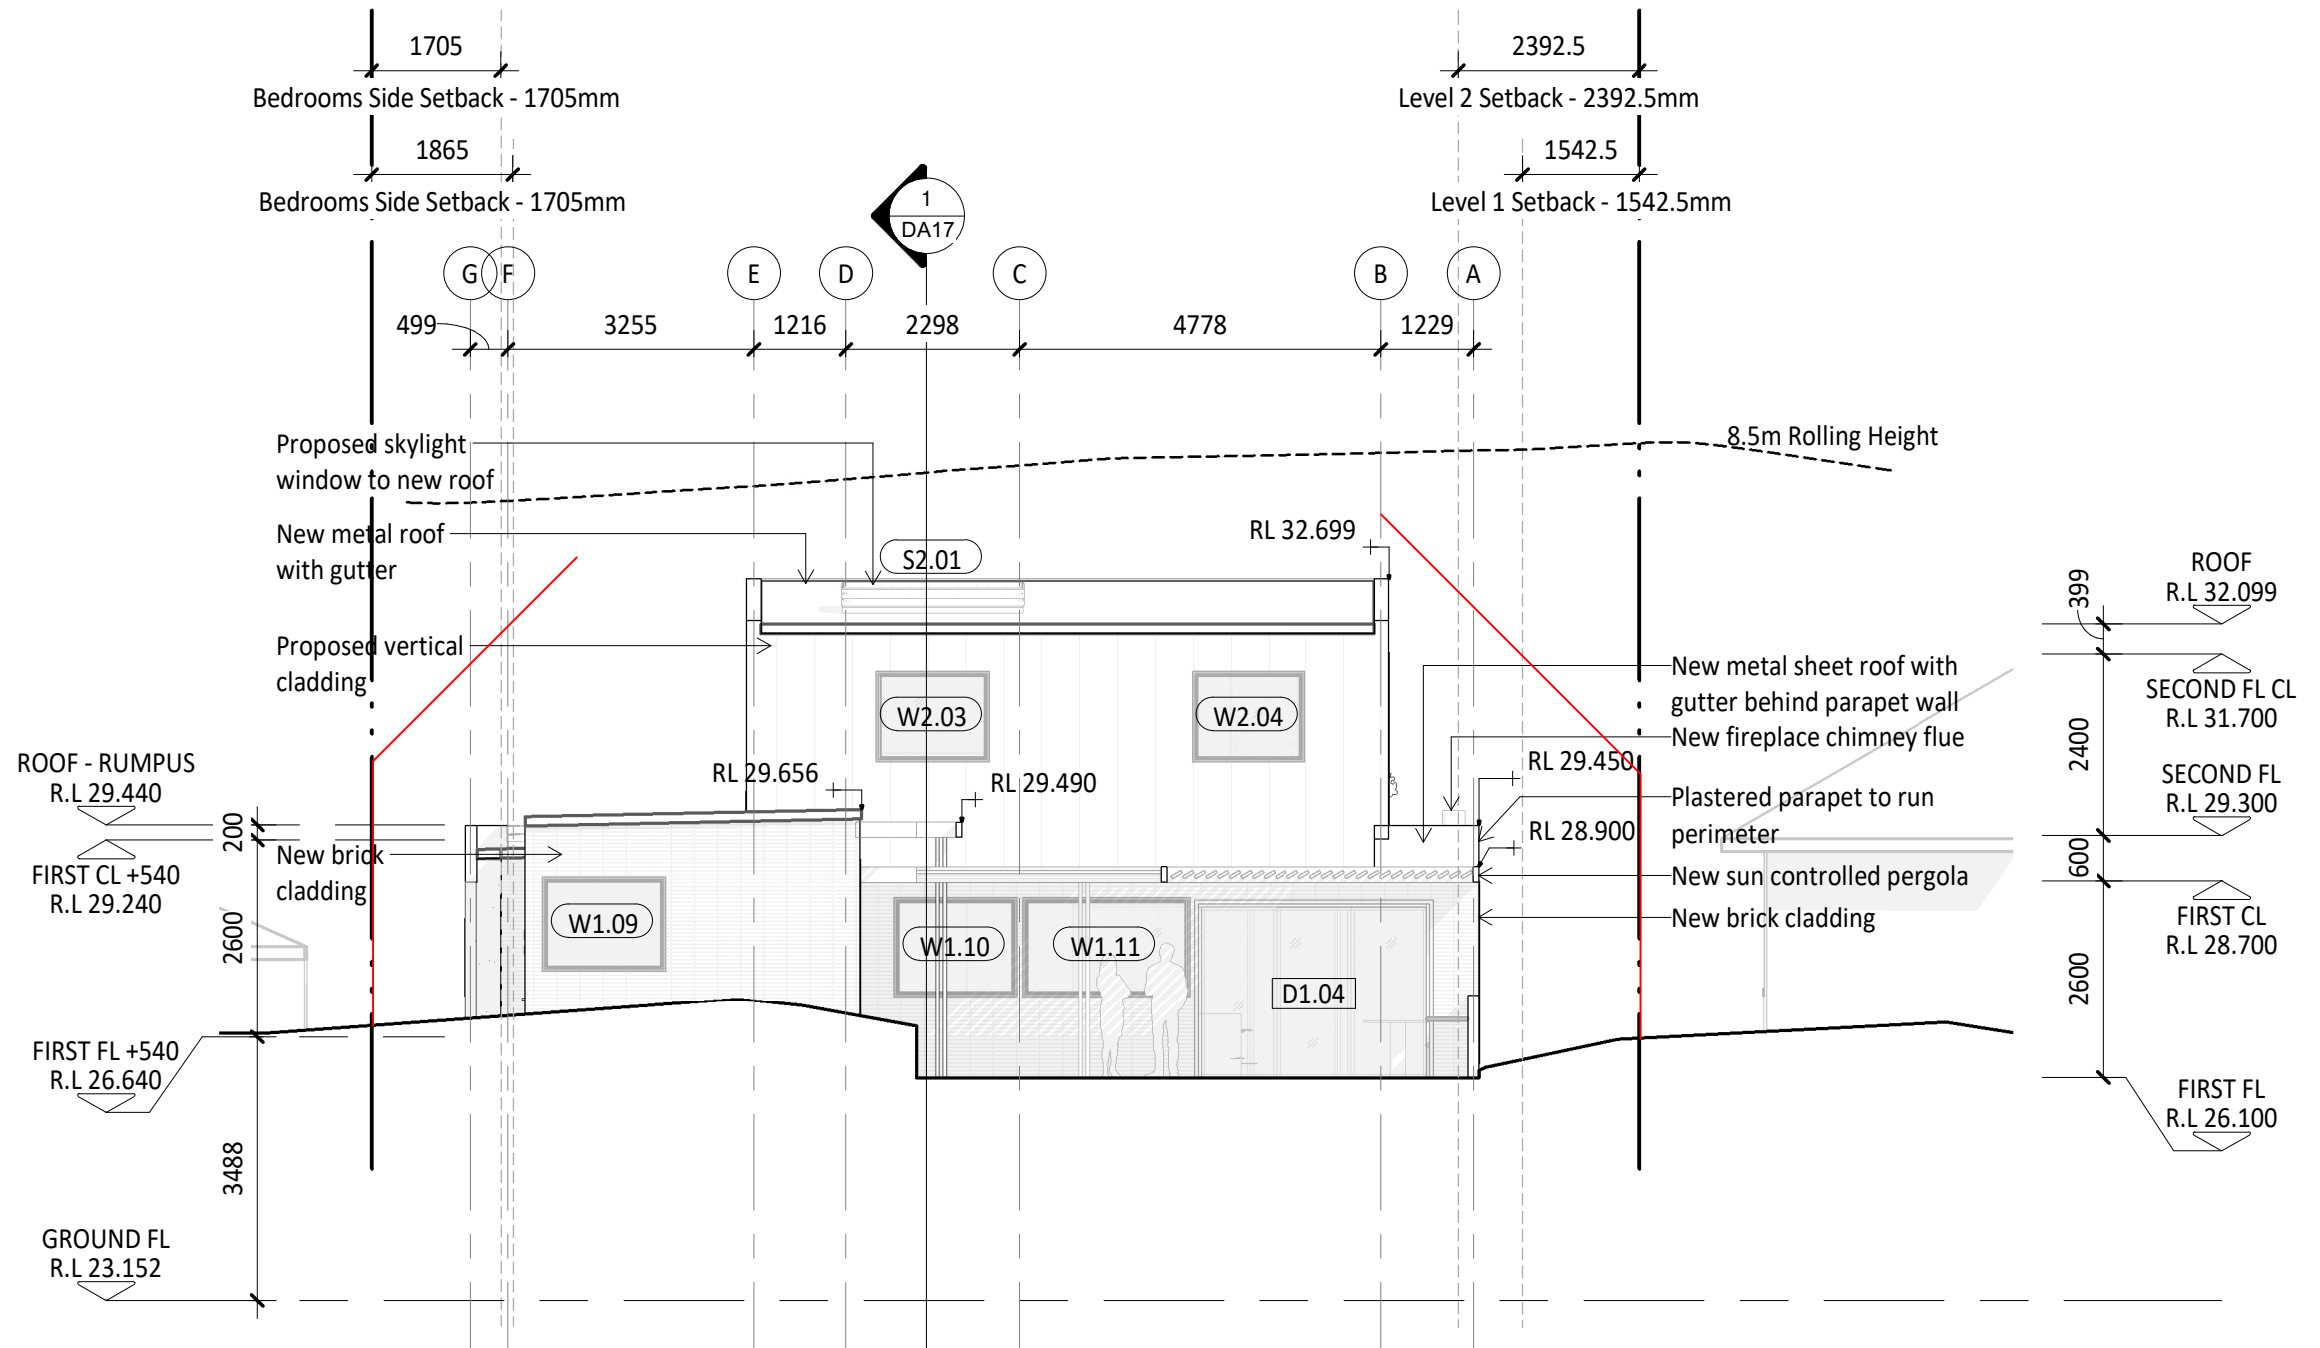 1705
2392.5
Bedrooms Side Setback - 1705mm
Level 2 Setback - 2392.5mm
1865
1542.5
Bedrooms Side Setback - 1705mm
Level 1 Setback - 1542.5mm
1
DA17
G
F
E
D
C
B
A
499
3255
1216
2298
4778
1229
Proposed skylight
window to new roof
8.5m Rolling Height
New metal roof
with gutter
S2.01
RL 32.699
Proposed vertical
cladding
W2.03
W2.04
New metal sheet roof with
gutter behind parapet wall
New fireplace chimney flue
RL 29.656
RL 29.490
RL 29.450
Plastered parapet to run
perimeter
RL 28.900
New brick
cladding
New sun controlled pergola
New brick cladding
W1.09
W1.10
W1.11
D1.04
ROOF - RUMPUS
R.L 29.440
200
FIRST CL +540
R.L 29.240
2600
FIRST FL +540
R.L 26.640
3488
GROUND FL
R.L 23.152
ROOF
R.L 32.099
399
SECOND FL CL
R.L 31.700
2400
SECOND FL
R.L 29.300
600
FIRST CL
R.L 28.700
2600
FIRST FL
R.L 26.100